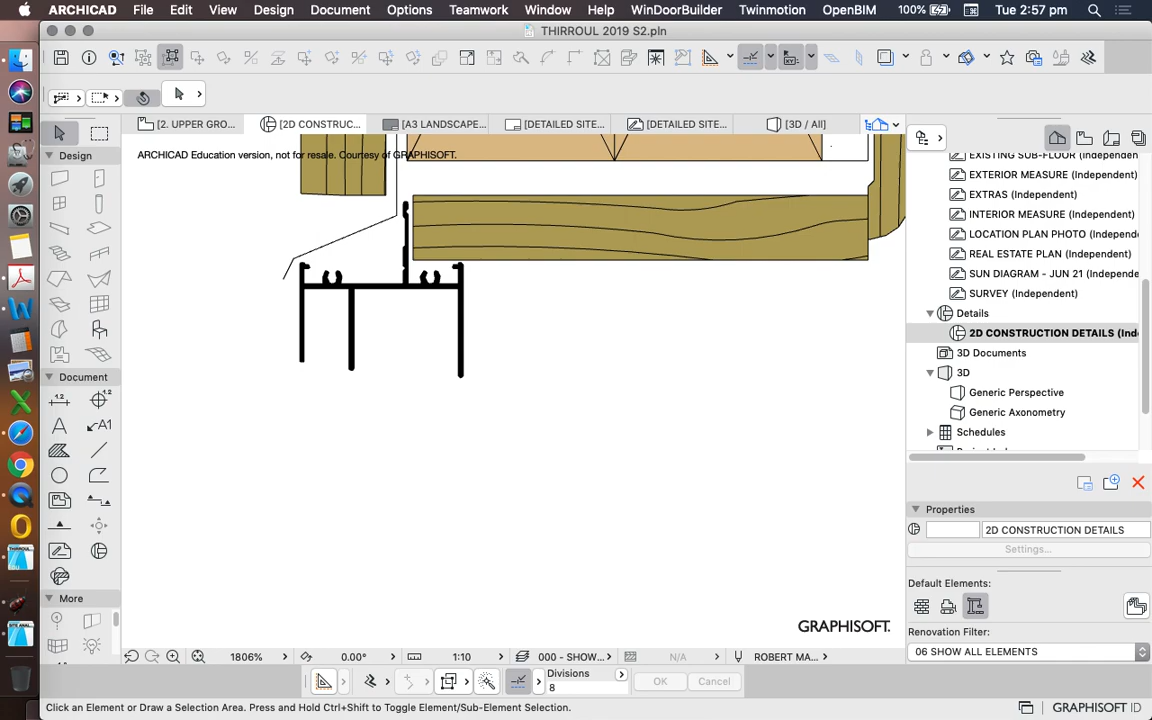 ARCHICAD File Edit View Design Document Options Teamwork Window Help WinDoorBuilder Twinmotion OpenBIM 100% Tue 2:57 pm
THIRROUL 2019 S2.pln
[2. UPPER GRO... [2D CONSTRUC... [A3 LANDSCAPE... [DETAILED SITE... [DETAILED SITE... [3D / All]
ARCHICAD Education version, not for resale. Courtesy of GRAPHISOFT.
Design
Document
More
EXISTING SUB-FLOOR (Independen
EXTERIOR MEASURE (Independent
EXTRAS (Independent)
INTERIOR MEASURE (Independent
LOCATION PLAN PHOTO (Independ
REAL ESTATE PLAN (Independent)
SUN DIAGRAM - JUN 21 (Independ
SURVEY (Independent)
Details
2D CONSTRUCTION DETAILS (Ind
3D Documents
3D
Generic Perspective
Generic Axonometry
Schedules
Properties
2D CONSTRUCTION DETAILS
Settings...
Default Elements:
Renovation Filter:
06 SHOW ALL ELEMENTS
GRAPHISOFT.
1806% 0.00° 1:10 000 - SHOW... N/A ROBERT MA...
Divisions
8
OK Cancel
Click an Element or Draw a Selection Area. Press and Hold Ctrl+Shift to Toggle Element/Sub-Element Selection.
GRAPHISOFT ID